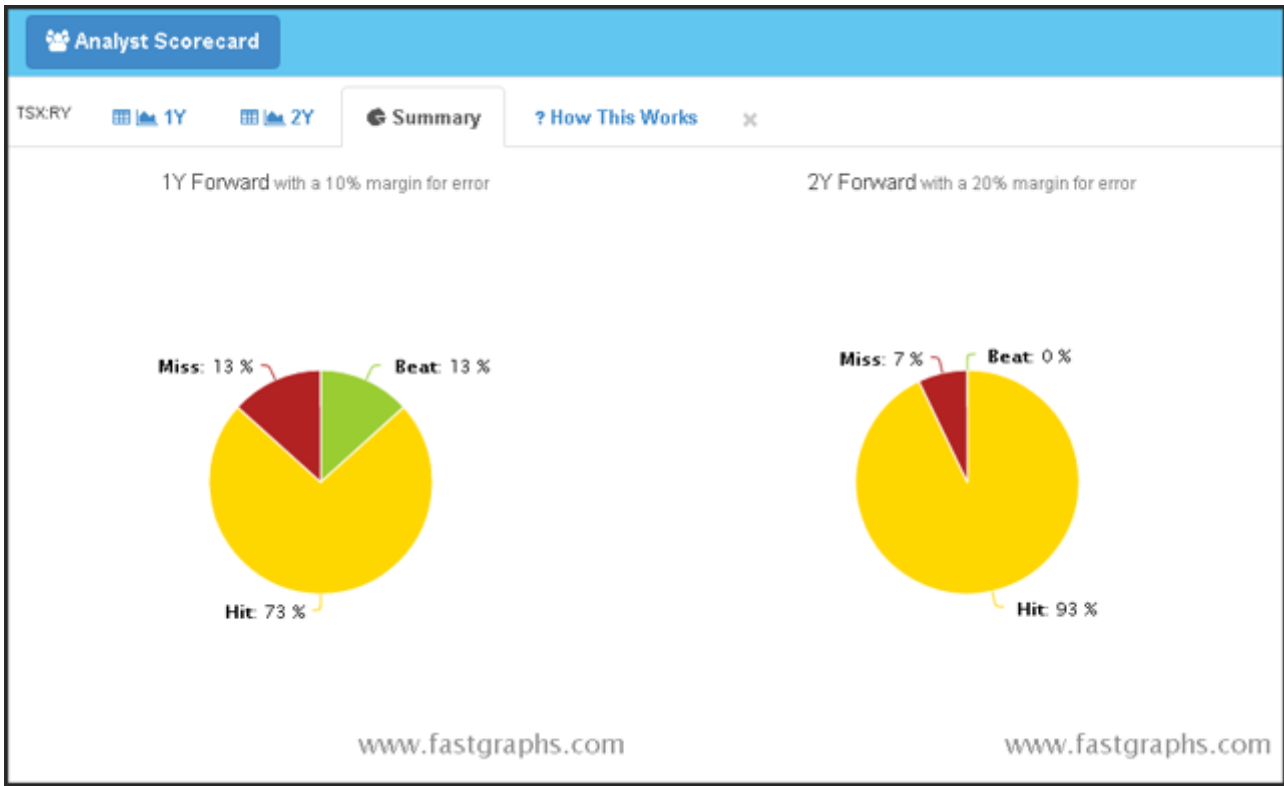 Analyst Scorecard
TSX:RY 1Y 2Y Summary ? How This Works ×
1Y Forward with a 10% margin for error
2Y Forward with a 20% margin for error
Miss: 13 % Beat: 13 %
Hit: 73 %
Miss: 7 % Beat: 0 %
Hit: 93 %
www.fastgraphs.com
www.fastgraphs.com